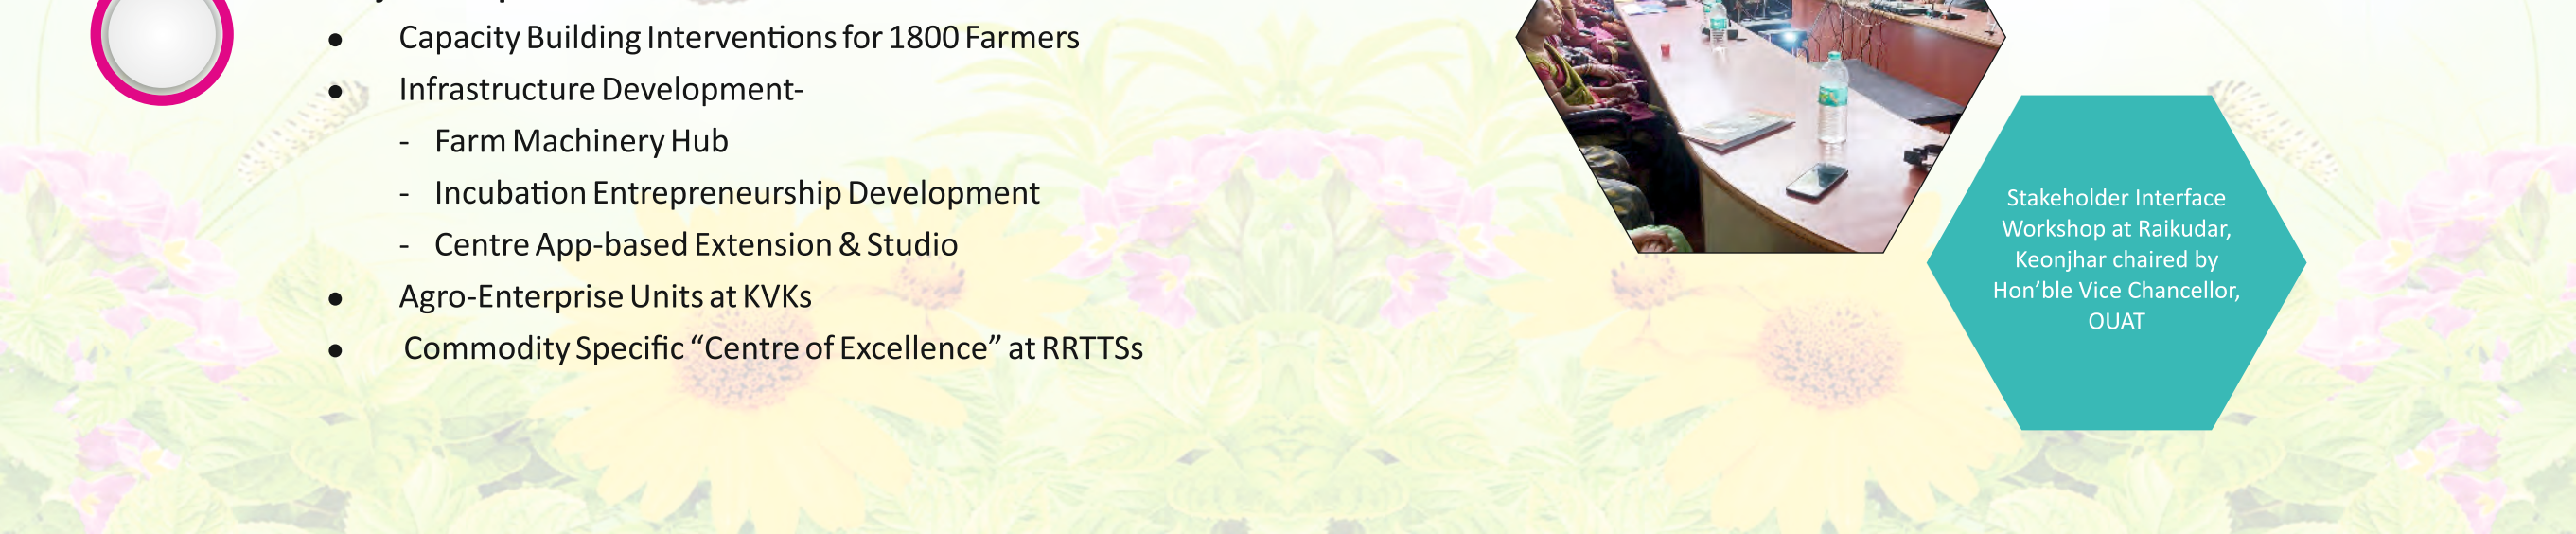 ● Capacity Building Interventions for 1800 Farmers
● Infrastructure Development-
- Farm Machinery Hub
- Incubation Entrepreneurship Development
- Centre App-based Extension & Studio
● Agro-Enterprise Units at KVKs
● Commodity Specific “Centre of Excellence” at RRTTSs
Stakeholder Interface
Workshop at Raikudar,
Keonjhar chaired by
Hon’ble Vice Chancellor,
OUAT